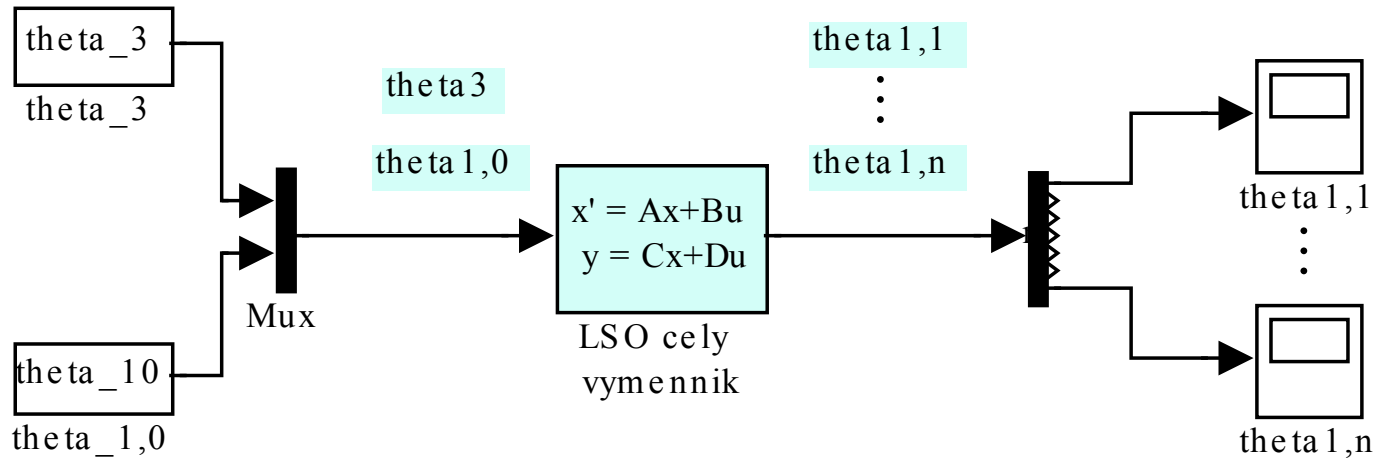 theta_3
theta_3
theta3
theta1,0
theta1,1
theta1,n
Mux
x' = Ax+Bu
y = Cx+Du
LSO cely
vymennik
theta_10
theta_1,0
theta1,1
theta1,n